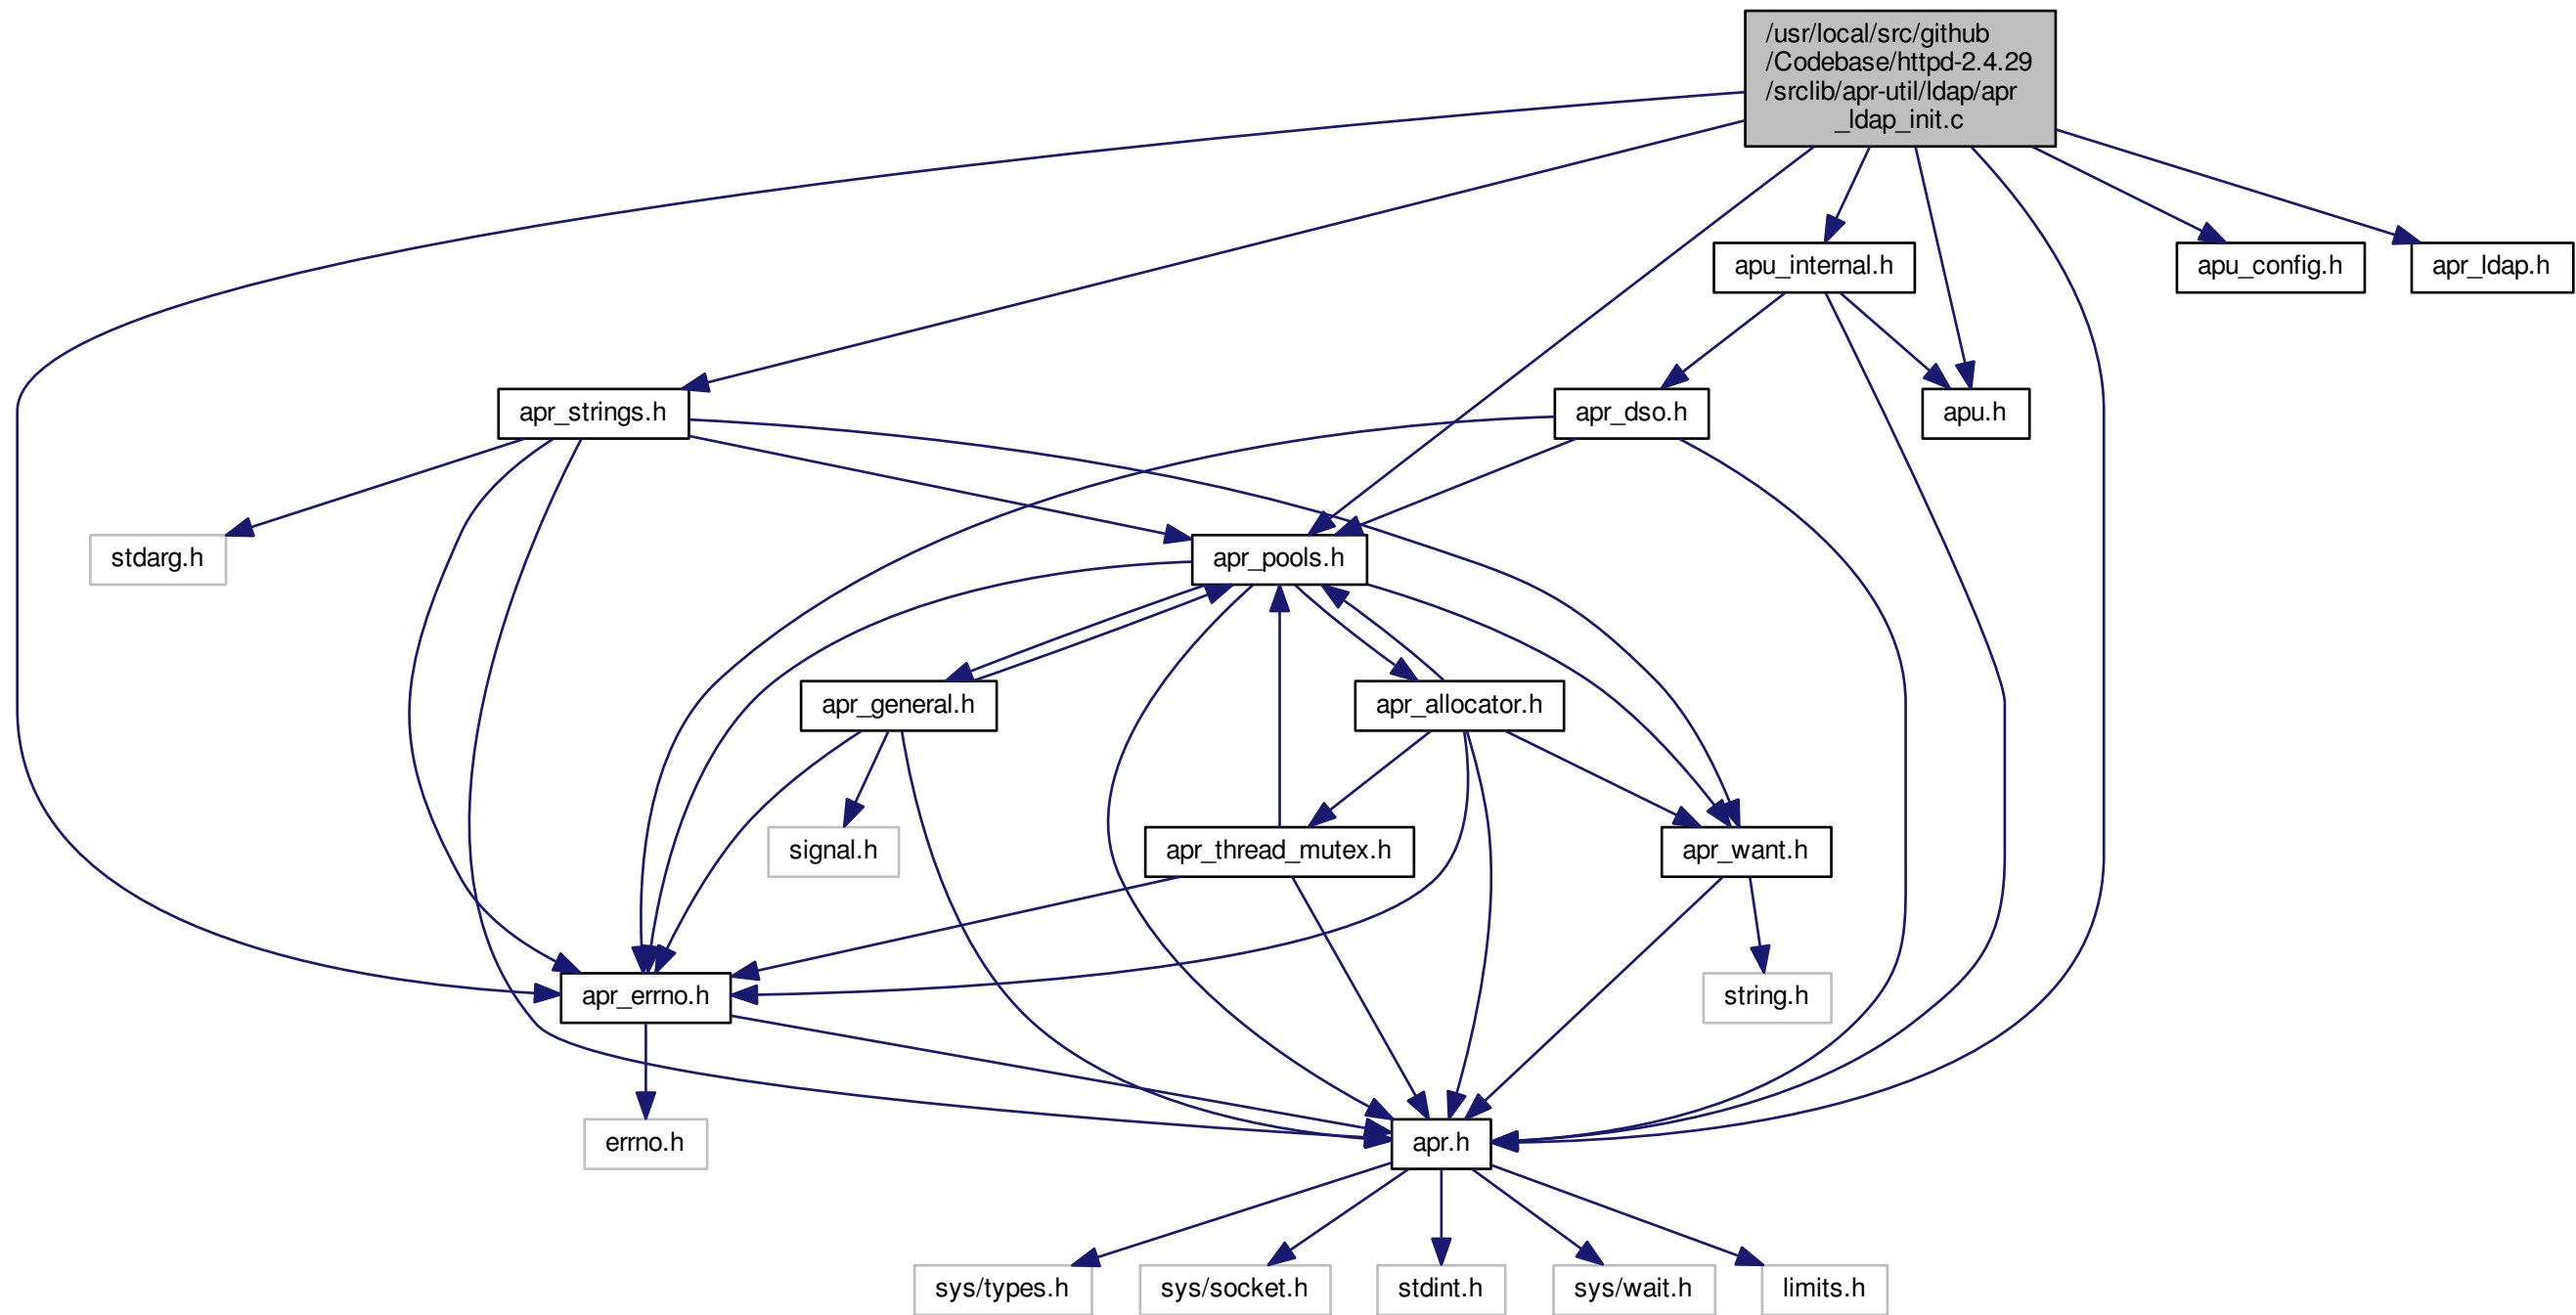 /usr/local/src/github
/Codebase/httpd-2.4.29
/srclib/apr-util/ldap/apr
_ldap_init.c
apu_internal.h
apu_config.h
apr_ldap.h
apr_strings.h
apr_dso.h
apu.h
stdarg.h
apr_pools.h
apr_general.h
apr_allocator.h
signal.h
apr_thread_mutex.h
apr_want.h
apr_errno.h
string.h
errno.h
apr.h
sys/types.h
sys/socket.h
stdint.h
sys/wait.h
limits.h